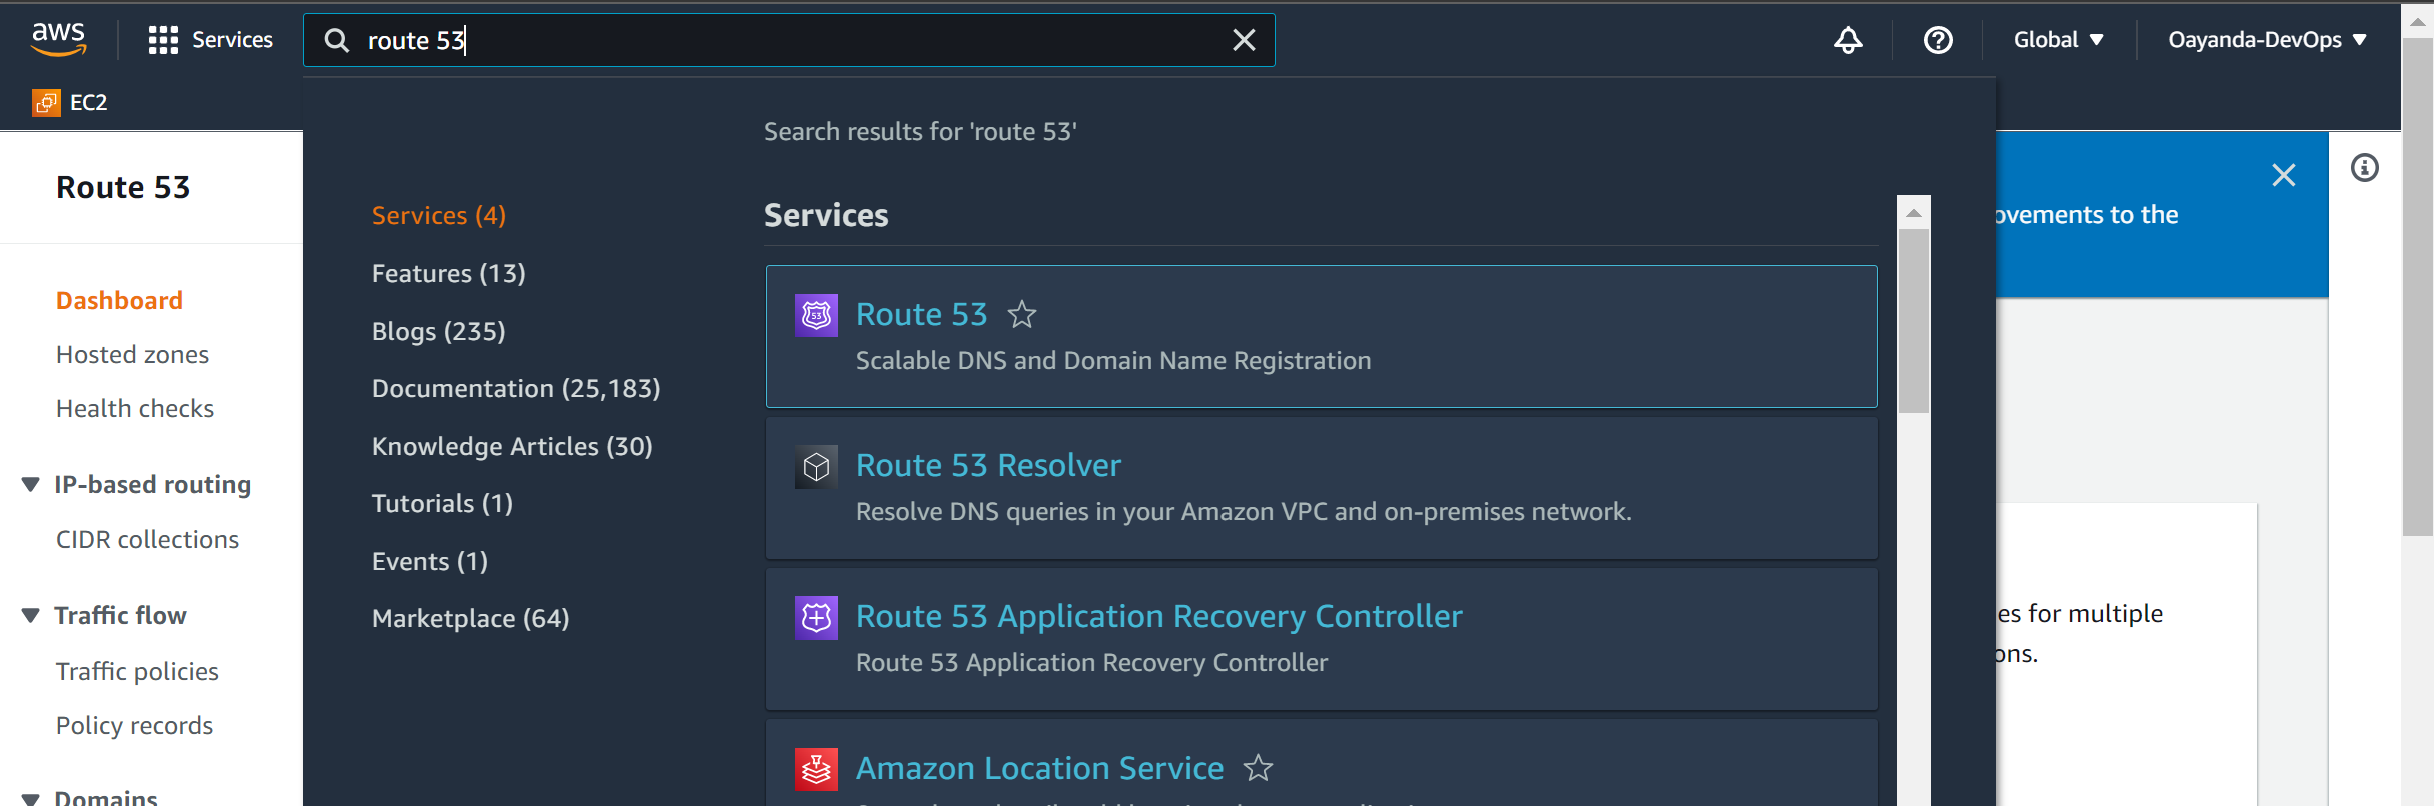 aws
Services
route 53
Global
Oayanda-DevOps
EC2
Route 53
Dashboard
Hosted zones
Health checks
IP-based routing
CIDR collections
Traffic flow
Traffic policies
Policy records
Domains
Search results for 'route 53'
Services (4)
Features (13)
Blogs (235)
Documentation (25,183)
Knowledge Articles (30)
Tutorials (1)
Events (1)
Marketplace (64)
Services
53
Route 53
Scalable DNS and Domain Name Registration
Route 53 Resolver
Resolve DNS queries in your Amazon VPC and on-premises network.
Route 53 Application Recovery Controller
Route 53 Application Recovery Controller
Amazon Location Service
ovements to the
es for multiple
ons.